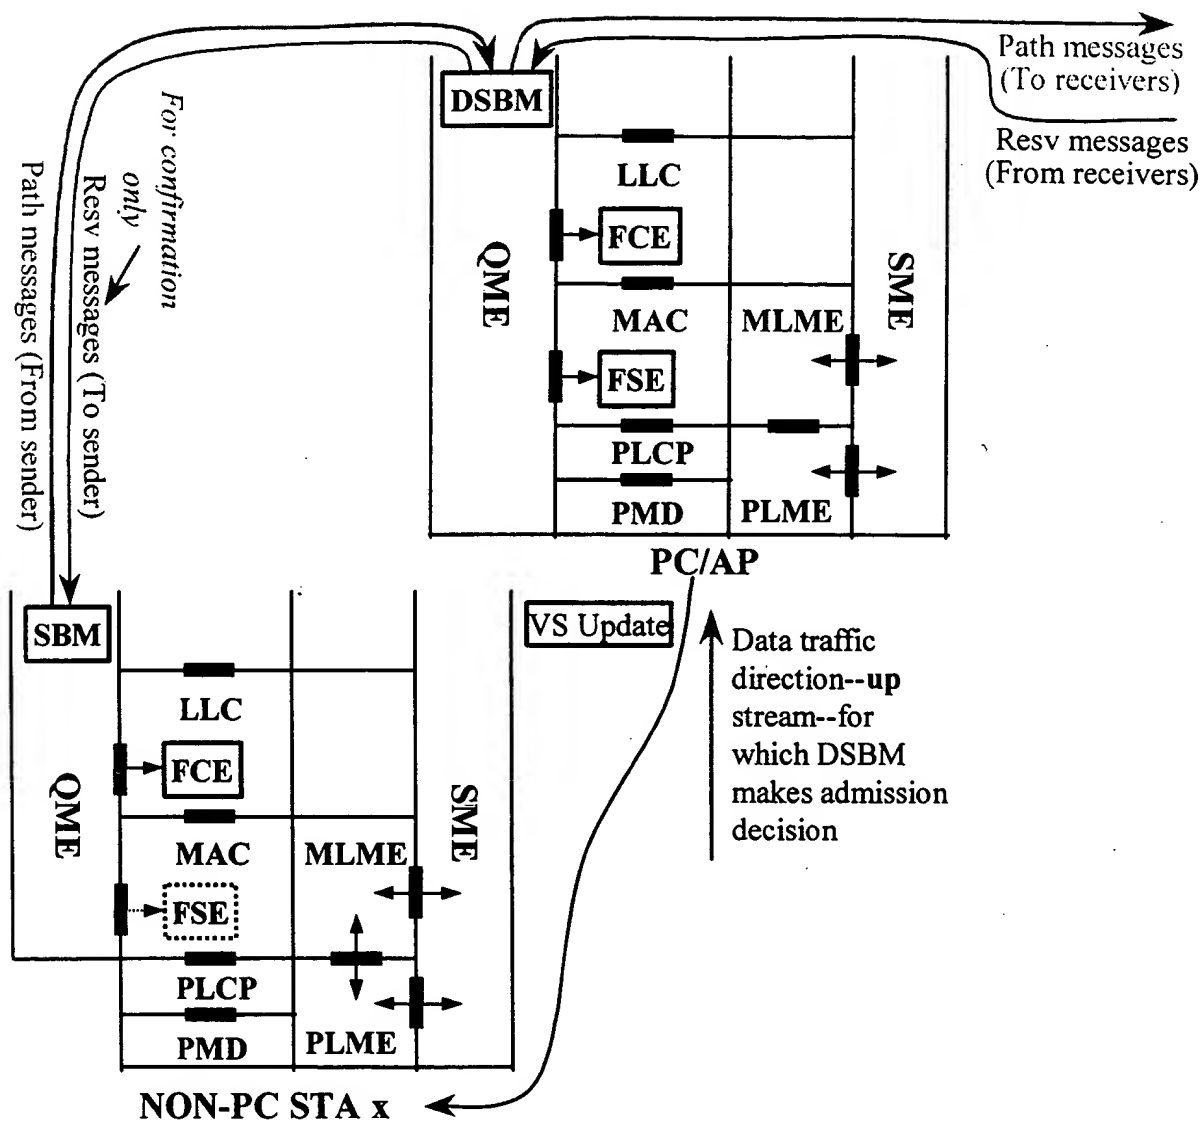 Path messages
(To receivers)
DSBM
Resv messages
(From receivers)
LLC
FCE
QME
SME
MAC
MLME
FSE
PLCP
PMD
PLME
PC/AP
For confirmation
only
Resv messages (To sender)
Path messages (From sender)
SBM
VS Update
Data traffic
direction--up
stream--for
which DSBM
makes admission
decision
LLC
FCE
QME
SME
MAC
MLME
FSE
PLCP
PMD
PLME
NON-PC STA x